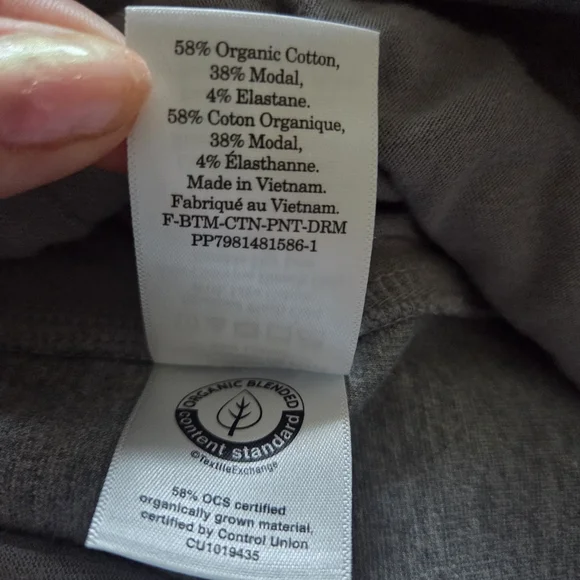 58% Organic Cotton,
38% Modal,
4% Elastane.
58% Coton Organique,
38% Modal,
4% Élasthanne.
Made in Vietnam.
Fabriqué au Vietnam.
F-BTM-CTN-PNT-DRM
PP7981481586-1
ORGANIC BLENDED
content standard
©TextileExchange
58% OCS certified
organically grown material,
certified by Control Union
CU1019435